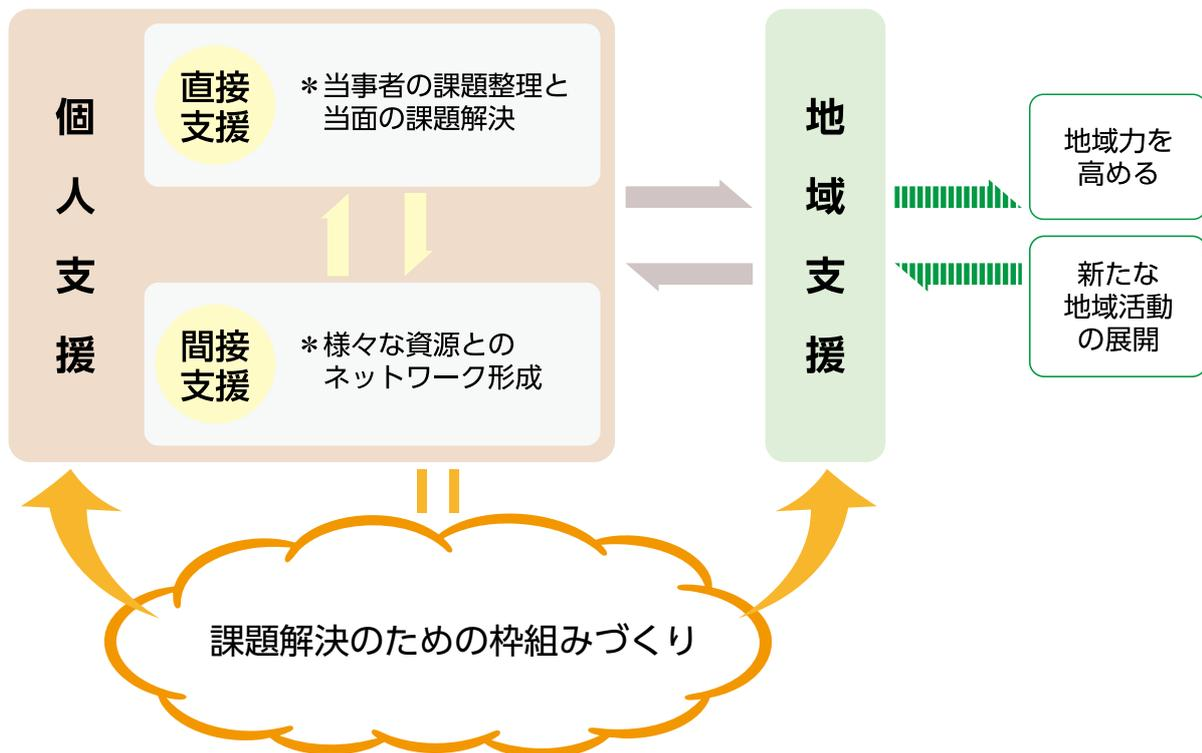 個人支援
直接
支援
＊当事者の課題整理と
当面の課題解決
間接
支援
＊様々な資源との
ネットワーク形成
地域支援
地域力を
高める
新たな
地域活動
の展開
課題解決のための枠組みづくり